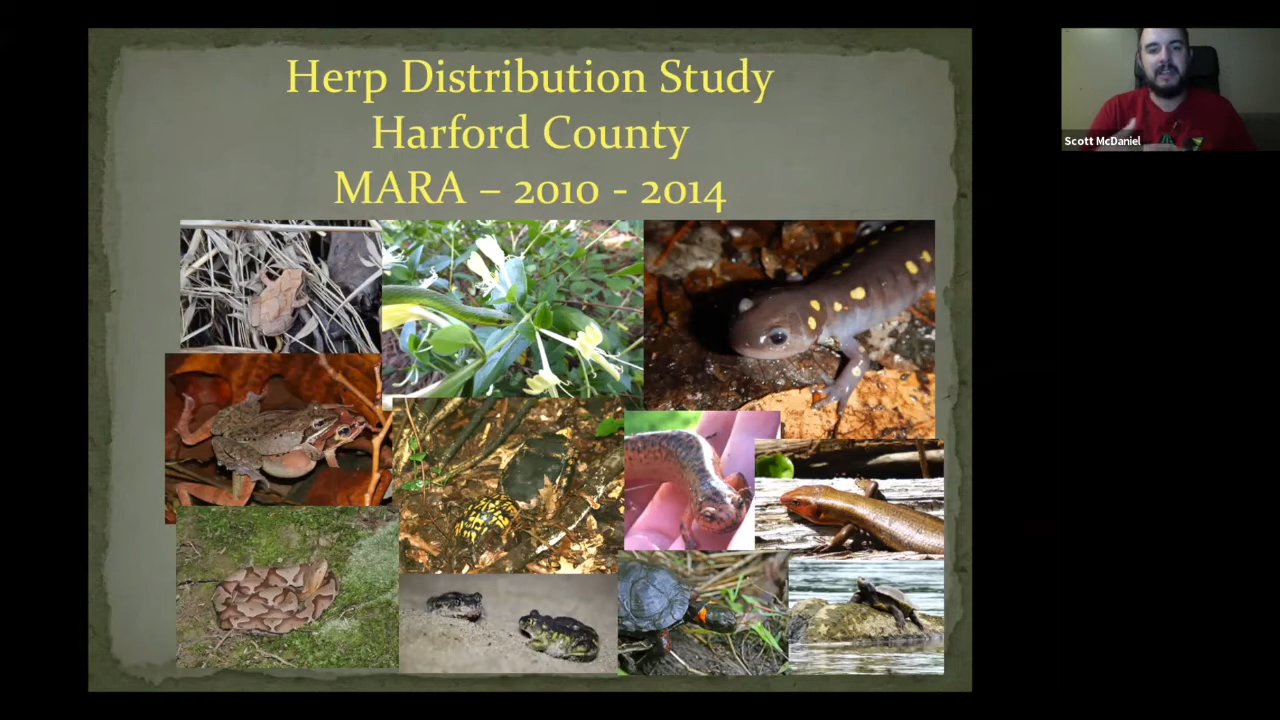 Herp Distribution Study
Harford County
MARA – 2010 - 2014
Scott McDaniel